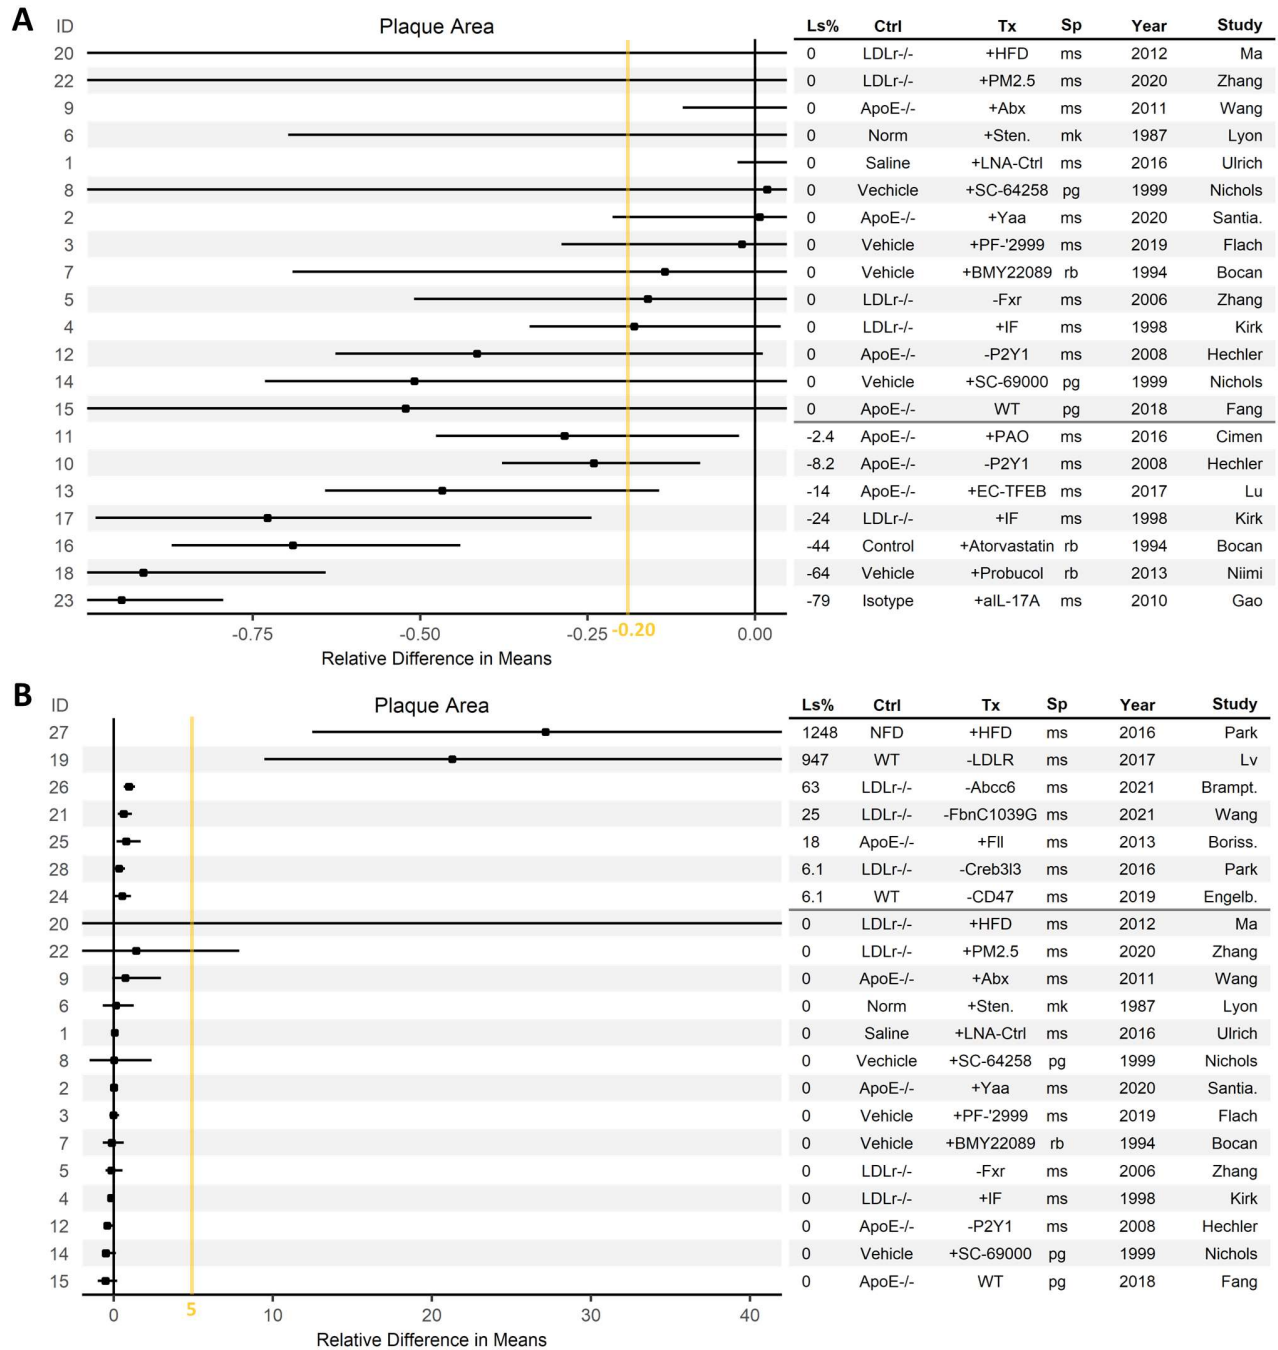 A ID Plaque Area Ls% Ctrl Tx Sp Year Study
20 0 LDLr-/- +HFD ms 2012 Ma
22 0 LDLr-/- +PM2.5 ms 2020 Zhang
9 0 ApoE-/- +Abx ms 2011 Wang
6 0 Norm +Sten. mk 1987 Lyon
1 0 Saline +LNA-Ctrl ms 2016 Ulrich
8 0 Vechicle +SC-64258 pg 1999 Nichols
2 0 ApoE-/- +Yaa ms 2020 Santia.
3 0 Vehicle +PF-'2999 ms 2019 Flach
7 0 Vehicle +BMY22089 rb 1994 Bocan
5 0 LDLr-/- -Fxr ms 2006 Zhang
4 0 LDLr-/- +IF ms 1998 Kirk
12 0 ApoE-/- -P2Y1 ms 2008 Hechler
14 0 Vehicle +SC-69000 pg 1999 Nichols
15 0 ApoE-/- WT pg 2018 Fang
11 -2.4 ApoE-/- +PAO ms 2016 Cimen
10 -8.2 ApoE-/- -P2Y1 ms 2008 Hechler
13 -14 ApoE-/- +EC-TFEB ms 2017 Lu
17 -24 LDLr-/- +IF ms 1998 Kirk
16 -44 Control +Atorvastatin rb 1994 Bocan
18 -64 Vehicle +Probucol rb 2013 Niimi
23 -79 Isotype +aIL-17A ms 2010 Gao
-0.75 -0.50 -0.25 -0.20 0.00
Relative Difference in Means
B ID Plaque Area Ls% Ctrl Tx Sp Year Study
27 1248 NFD +HFD ms 2016 Park
19 947 WT -LDLR ms 2017 Lv
26 63 LDLr-/- -Abcc6 ms 2021 Brampt.
21 25 LDLr-/- -FbnC1039G ms 2021 Wang
25 18 ApoE-/- +FII ms 2013 Boriss.
28 6.1 LDLr-/- -Creb3l3 ms 2016 Park
24 6.1 WT -CD47 ms 2019 Engelb.
20 0 LDLr-/- +HFD ms 2012 Ma
22 0 LDLr-/- +PM2.5 ms 2020 Zhang
9 0 ApoE-/- +Abx ms 2011 Wang
6 0 Norm +Sten. mk 1987 Lyon
1 0 Saline +LNA-Ctrl ms 2016 Ulrich
8 0 Vechicle +SC-64258 pg 1999 Nichols
2 0 ApoE-/- +Yaa ms 2020 Santia.
3 0 Vehicle +PF-'2999 ms 2019 Flach
7 0 Vehicle +BMY22089 rb 1994 Bocan
5 0 LDLr-/- -Fxr ms 2006 Zhang
4 0 LDLr-/- +IF ms 1998 Kirk
12 0 ApoE-/- -P2Y1 ms 2008 Hechler
14 0 Vehicle +SC-69000 pg 1999 Nichols
15 0 ApoE-/- WT pg 2018 Fang
0 5 10 20 30 40
Relative Difference in Means